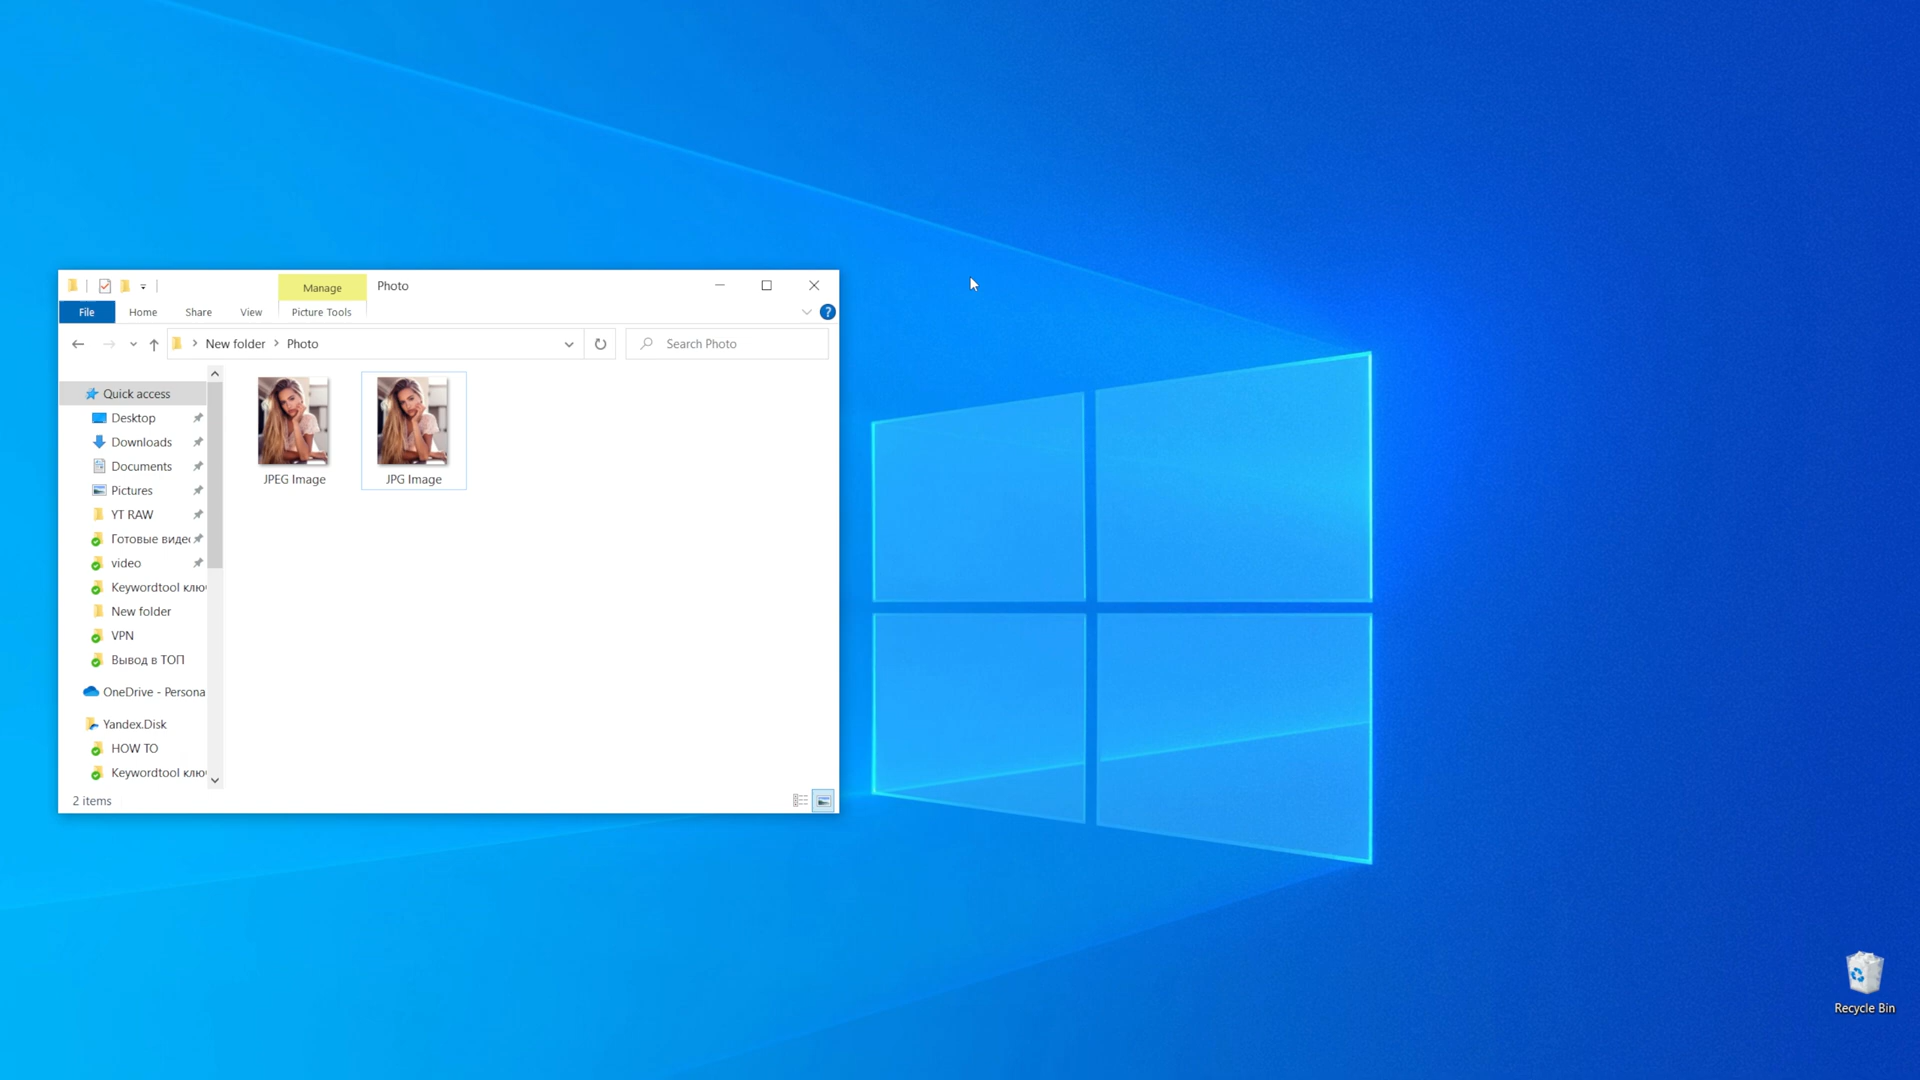 Manage
Photo
File
Home
Share
View
Picture Tools
New folder
Photo
Search Photo
Quick access
Desktop
Downloads
Documents
Pictures
YT RAW
Готовые видео
video
Keywordtool клю
New folder
VPN
Вывод в ТОП
OneDrive - Persona
Yandex.Disk
HOW TO
Keywordtool клю
JPEG Image
JPG Image
2 items
Recycle Bin